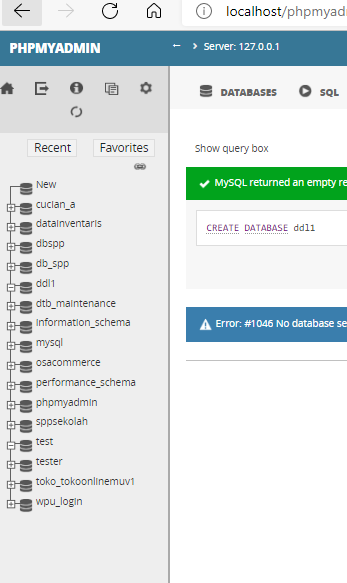 localhost/phpmyadm
PHPMYADMIN
Server: 127.0.0.1
DATABASES
SQL
Recent
Favorites
Show query box
New
cucian_a
datainventaris
dbspp
db_spp
ddl1
dtb_maintenance
information_schema
mysql
osacommerce
performance_schema
phpmyadmin
sppsekolah
test
tester
toko_tokoonlinemuv1
wpu_login
MySQL returned an empty re
CREATE DATABASE ddl1
Error: #1046 No database se